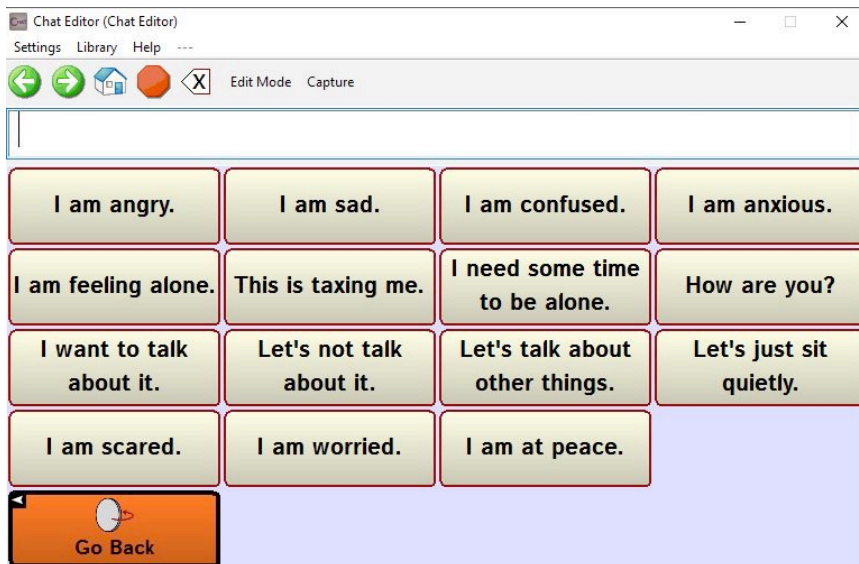 Chat Editor (Chat Editor)
Settings Library Help ---
X Edit Mode Capture
I am angry. I am sad. I am confused. I am anxious.
I am feeling alone. This is taxing me. I need some time
to be alone. How are you?
I want to talk
about it. Let's not talk
about it. Let's talk about
other things. Let's just sit
quietly.
I am scared. I am worried. I am at peace.
Go Back